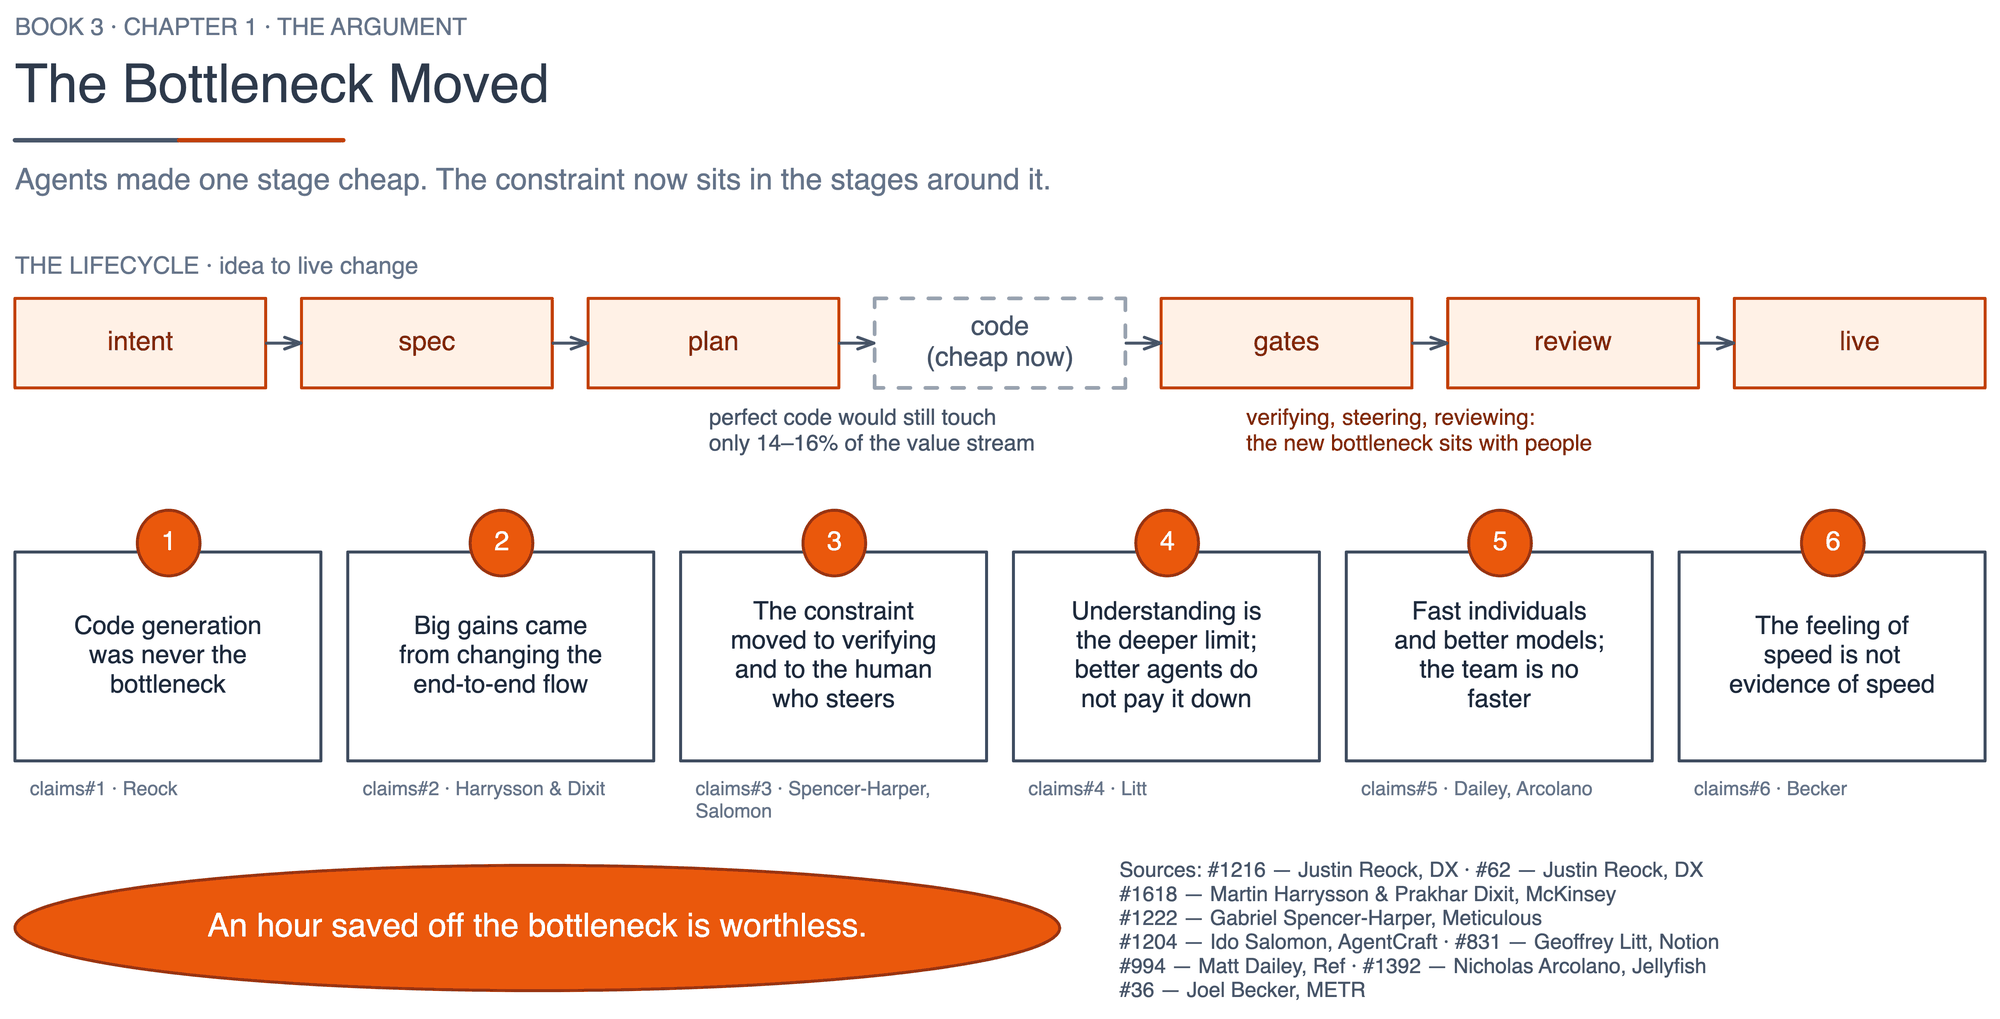 BOOK 3 · CHAPTER 1 · THE ARGUMENT
The Bottleneck Moved
Agents made one stage cheap. The constraint now sits in the stages around it.
THE LIFECYCLE · idea to live change
intent
spec
plan
code
(cheap now)
gates
review
live
perfect code would still touch
only 14–16% of the value stream
verifying, steering, reviewing:
the new bottleneck sits with people
1
Code generation
was never the
bottleneck
claims#1 · Reock
2
Big gains came
from changing the
end-to-end flow
claims#2 · Harrysson & Dixit
3
The constraint
moved to verifying
and to the human
who steers
claims#3 · Spencer-Harper,
Salomon
4
Understanding is
the deeper limit;
better agents do
not pay it down
claims#4 · Litt
5
Fast individuals
and better models;
the team is no
faster
claims#5 · Dailey, Arcolano
6
The feeling of
speed is not
evidence of speed
claims#6 · Becker
An hour saved off the bottleneck is worthless.
Sources: #1216 — Justin Reock, DX · #62 — Justin Reock, DX
#1618 — Martin Harrysson & Prakhar Dixit, McKinsey
#1222 — Gabriel Spencer-Harper, Meticulous
#1204 — Ido Salomon, AgentCraft · #831 — Geoffrey Litt, Notion
#994 — Matt Dailey, Ref · #1392 — Nicholas Arcolano, Jellyfish
#36 — Joel Becker, METR